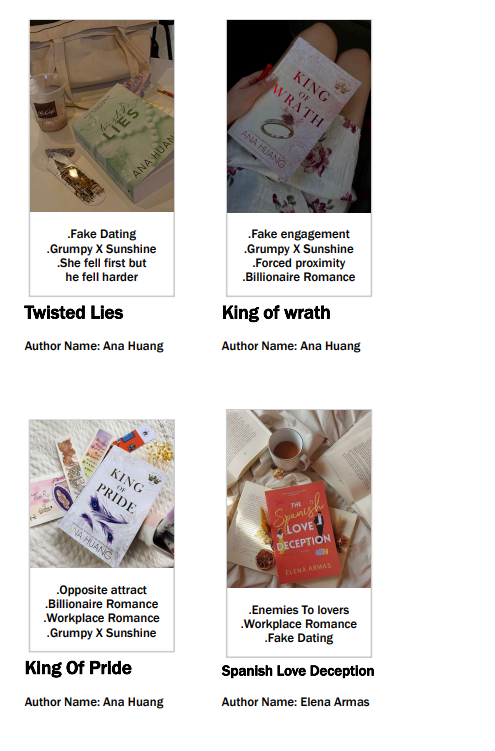 Twisted
LIES
ANA HUANG
.Fake Dating
.Grumpy X Sunshine
.She fell first but
he fell harder
Twisted Lies
Author Name: Ana Huang
KING
OF
WRATH
ANA HUANG
.Fake engagement
.Grumpy X Sunshine
.Forced proximity
.Billionaire Romance
King of wrath
Author Name: Ana Huang
KING
OF
PRIDE
ANA HUANG
.Opposite attract
.Billionaire Romance
.Workplace Romance
.Grumpy X Sunshine
King Of Pride
Author Name: Ana Huang
THE
Spanish
LOVE
DECEPTION
ELENA ARMAS
.Enemies To lovers
.Workplace Romance
.Fake Dating
Spanish Love Deception
Author Name: Elena Armas